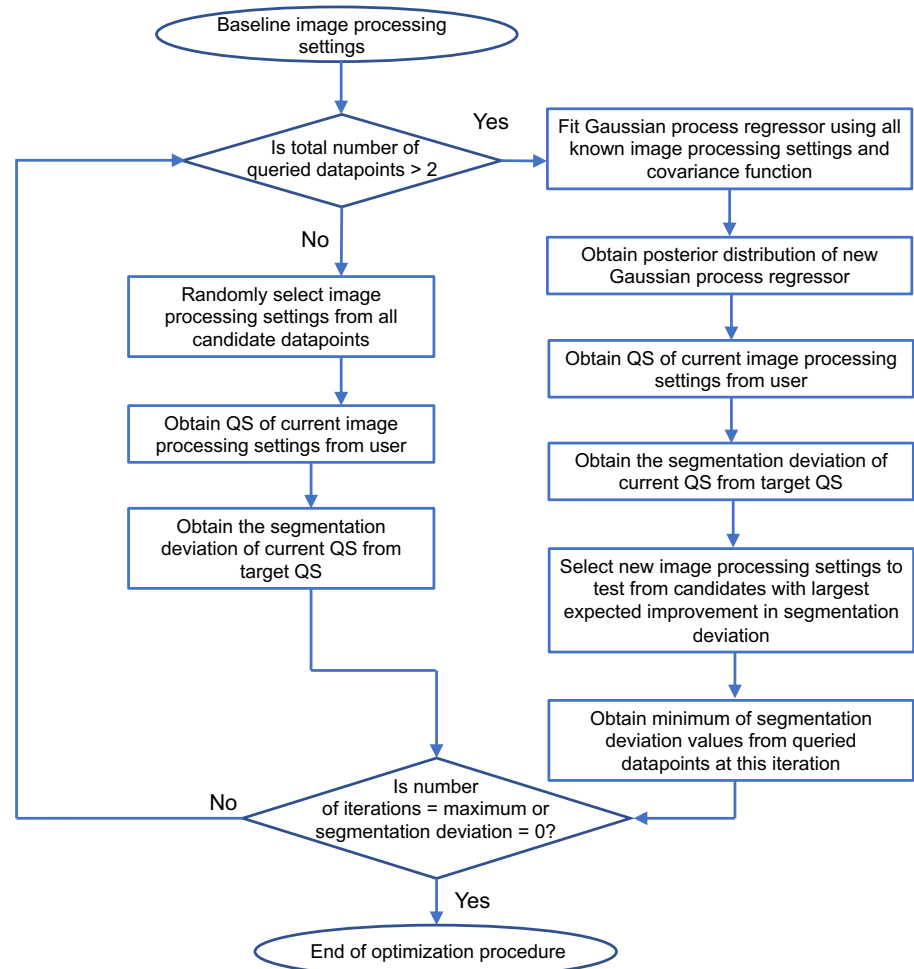 Baseline image processing
settings
Is total number of
queried datapoints > 2
Yes
No
Fit Gaussian process regressor using all
known image processing settings and
covariance function
Obtain posterior distribution of new
Gaussian process regressor
Obtain QS of current image processing
settings from user
Obtain the segmentation deviation of
current QS from target QS
Select new image processing settings to
test from candidates with largest
expected improvement in segmentation
deviation
Obtain minimum of segmentation
deviation values from queried
datapoints at this iteration
Randomly select image
processing settings from all
candidate datapoints
Obtain QS of current image
processing settings from user
Obtain the segmentation
deviation of current QS from
target QS
Is number
of iterations = maximum or
segmentation deviation = 0?
No
Yes
End of optimization procedure